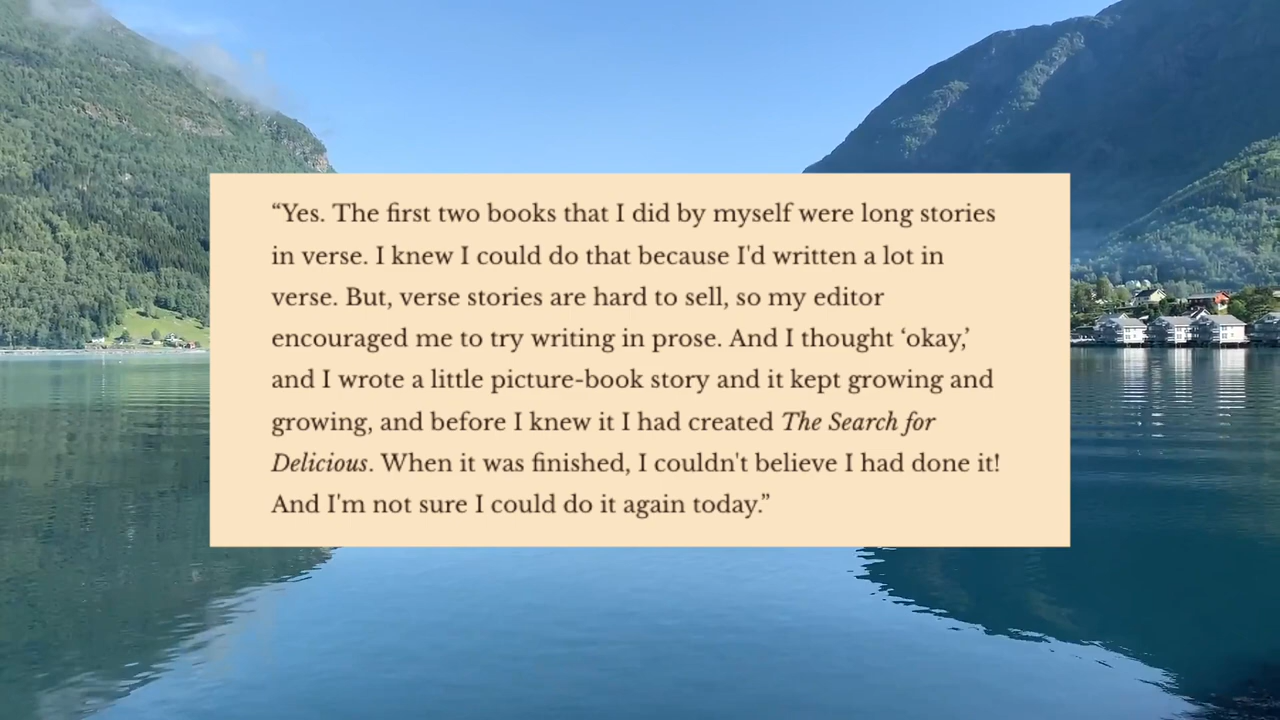 “Yes. The first two books that I did by myself were long stories
in verse. I knew I could do that because I'd written a lot in
verse. But, verse stories are hard to sell, so my editor
encouraged me to try writing in prose. And I thought ‘okay,’
and I wrote a little picture-book story and it kept growing and
growing, and before I knew it I had created The Search for
Delicious. When it was finished, I couldn't believe I had done it!
And I'm not sure I could do it again today.”